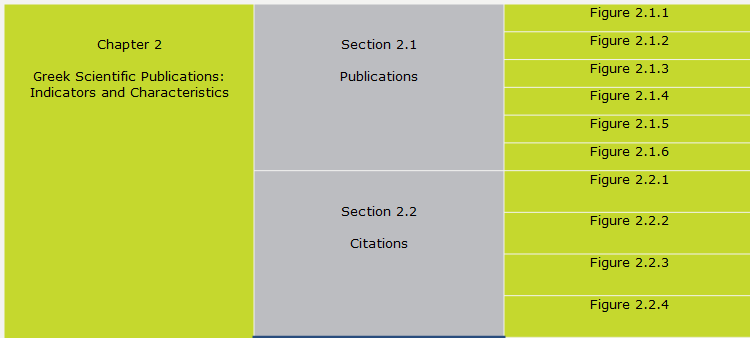 Chapter 2
Greek Scientific Publications:
Indicators and Characteristics
Section 2.1
Publications
Figure 2.1.1
Figure 2.1.2
Figure 2.1.3
Figure 2.1.4
Figure 2.1.5
Figure 2.1.6
Section 2.2
Citations
Figure 2.2.1
Figure 2.2.2
Figure 2.2.3
Figure 2.2.4